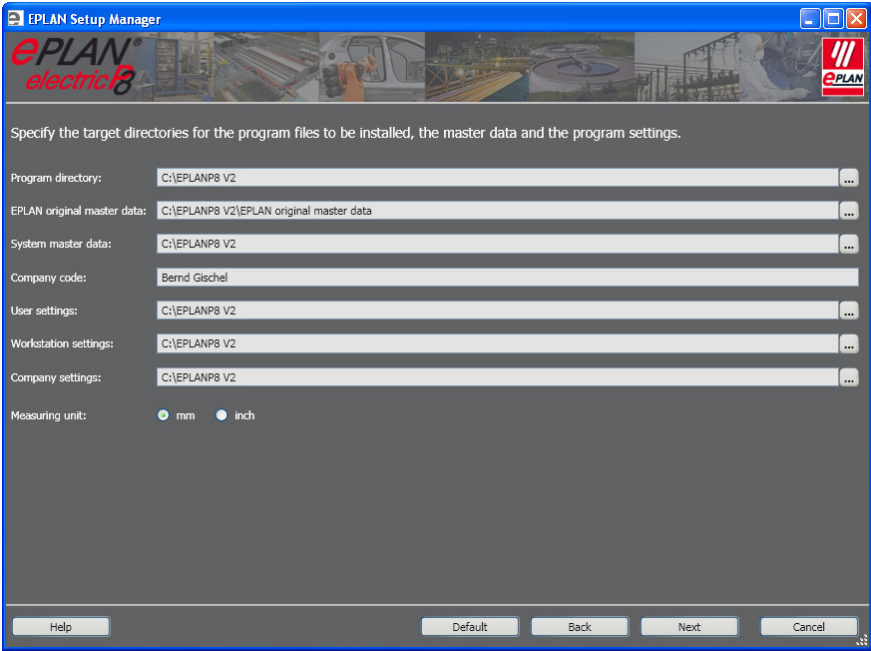 EPLAN Setup Manager
ePLAN®
electric P8
ePLAN
Specify the target directories for the program files to be installed, the master data and the program settings.
Program directory: C:\EPLANP8 V2 ...
EPLAN original master data: C:\EPLANP8 V2\EPLAN original master data ...
System master data: C:\EPLANP8 V2 ...
Company code: Bernd Gischel
User settings: C:\EPLANP8 V2 ...
Workstation settings: C:\EPLANP8 V2 ...
Company settings: C:\EPLANP8 V2 ...
Measuring unit: mm inch
Help Default Back Next Cancel